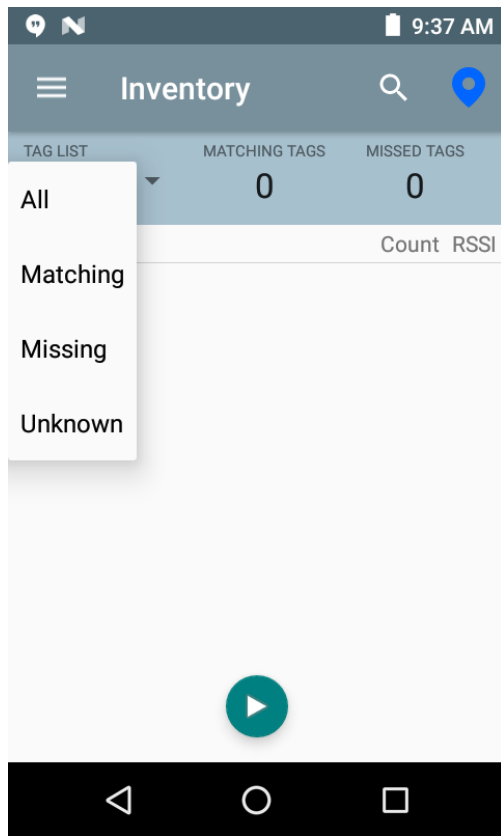 9:37 AM
Inventory
TAG LIST MATCHING TAGS MISSED TAGS
0 0
Count RSSI
All
Matching
Missing
Unknown